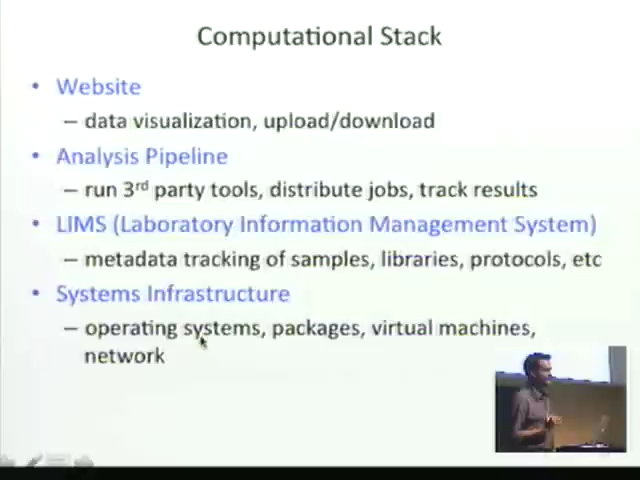 Computational Stack
• Website
– data visualization, upload/download
• Analysis Pipeline
– run 3rd party tools, distribute jobs, track results
• LIMS (Laboratory Information Management System)
– metadata tracking of samples, libraries, protocols, etc
• Systems Infrastructure
– operating systems, packages, virtual machines,
network